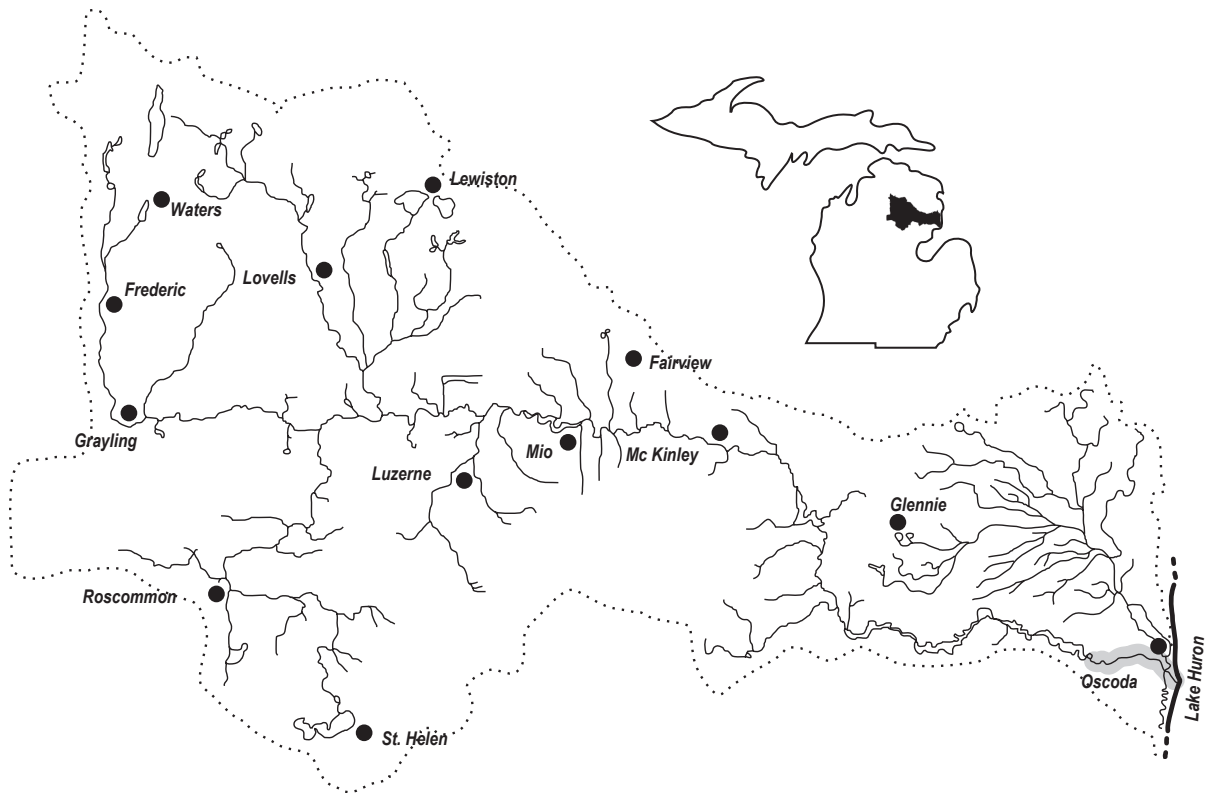 Lewiston
Waters
Lovells
Frederic
Fairview
Grayling
Mio
Mc Kinley
Luzerne
Glennie
Roscommon
Oscoda
Lake Huron
St. Helen